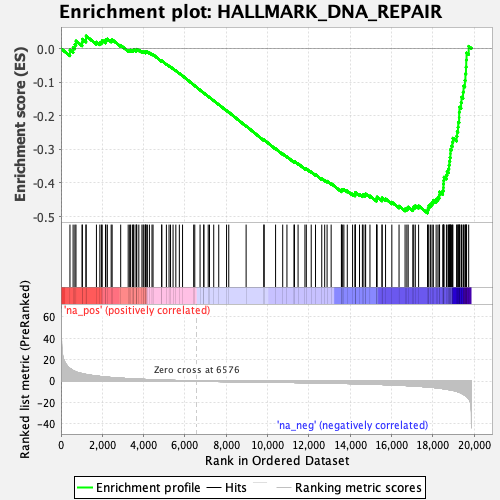 Enrichment plot: HALLMARK_DNA_REPAIR
Enrichment score (ES)
0.0
-0.1
-0.2
-0.3
-0.4
-0.5
'na_pos' (positively correlated)
Ranked list metric (PreRanked)
60
40
20
0
-20
-40
Zero cross at 6576
'na_neg' (negatively correlated)
0
2,000
4,000
6,000
8,000
10,000
12,000
14,000
16,000
18,000
20,000
Rank in Ordered Dataset
Enrichment profile
Hits
Ranking metric scores